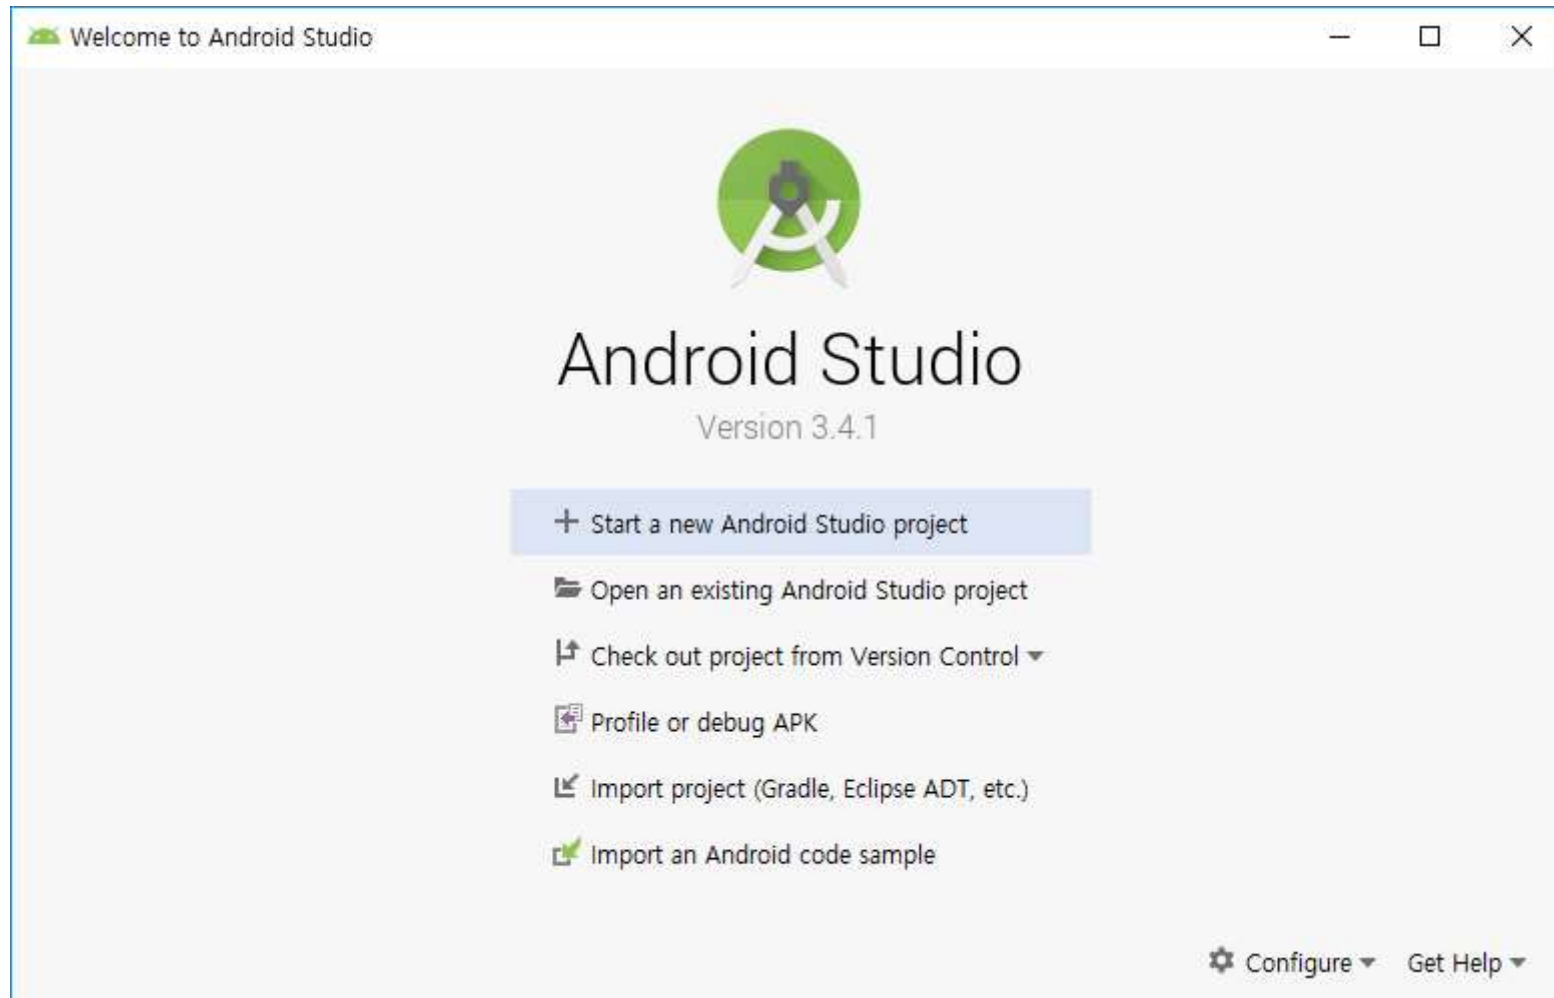 Welcome to Android Studio
Android Studio
Version 3.4.1
Start a new Android Studio project
Open an existing Android Studio project
Check out project from Version Control
Profile or debug APK
Import project (Gradle, Eclipse ADT, etc.)
Import an Android code sample
Configure Get Help